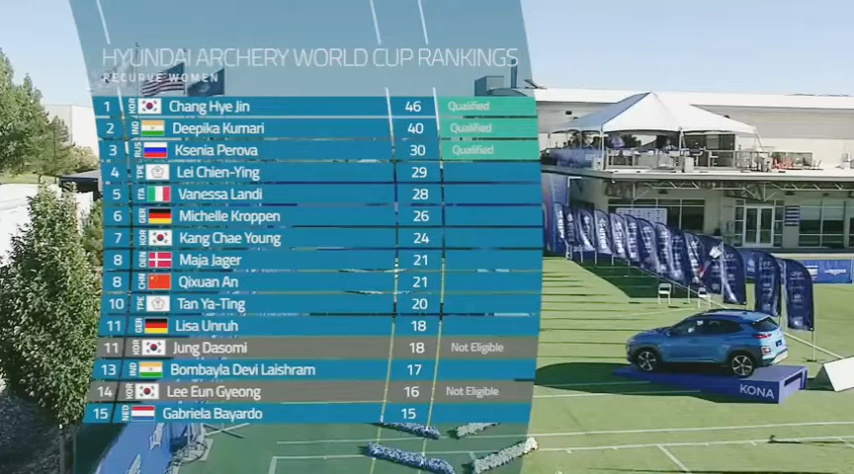 HYUNDAI ARCHERY WORLD CUP RANKINGS
RECURVE WOMEN
1 KOR Chang Hye Jin 46 Qualified
2 IND Deepika Kumari 40 Qualified
3 RUS Ksenia Perova 30 Qualified
4 TPE Lei Chien-Ying 29
5 ITA Vanessa Landi 28
6 GER Michelle Kroppen 26
7 KOR Kang Chae Young 24
8 DEN Maja Jager 21
8 CHI Qixuan An 21
10 TPE Tan Ya-Ting 20
11 GER Lisa Unruh 18
11 KOR Jung Dasomi 18 Not Eligible
13 IND Bombayla Devi Laishram 17
14 KOR Lee Eun Gyeong 16 Not Eligible
15 NED Gabriela Bayardo 15
KONA